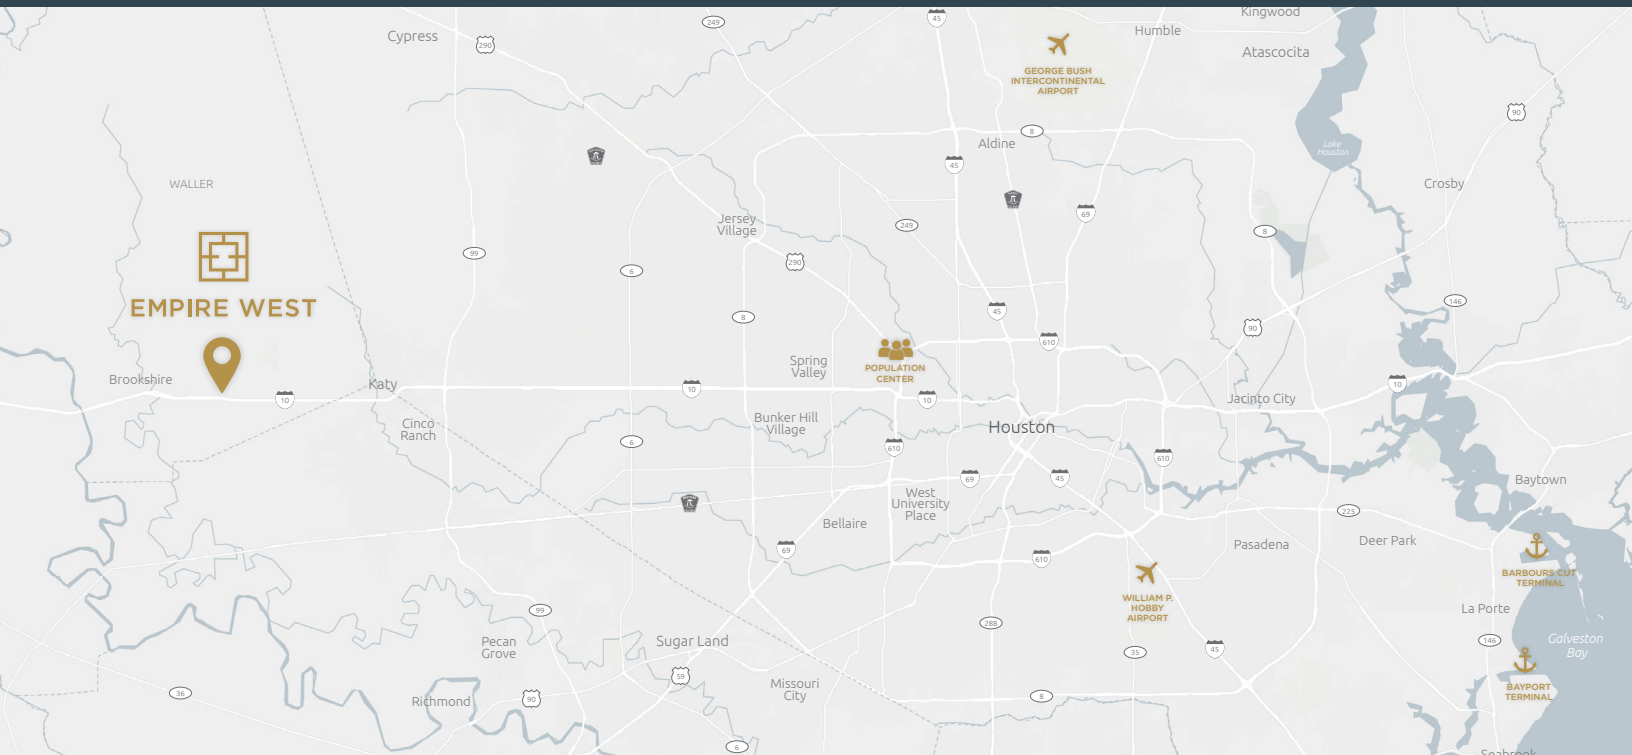 Kingwood
45
249
Humble
Cypress
290
Atascocita
GEORGE BUSH
INTERCONTINENTAL
AIRPORT
90
8
Aldine
Lake
Houston
45
WALLER
Crosby
69
Jersey
Village
249
8
99
290
6
EMPIRE WEST
146
45
8
90
610
Spring
Valley
POPULATION
CENTER
Brookshire
Katy
10
10
10
10
Jacinto City
Cinco
Ranch
Bunker Hill
Village
Houston
6
610
610
69
45
Baytown
West
University
Place
225
Bellaire
Pasadena
Deer Park
69
610
BARBOURS CUT
TERMINAL
WILLIAM P.
HOBBY
AIRPORT
99
La Porte
288
Pecan
Grove
Sugar Land
146
Galveston
Bay
35
45
59
Missouri
City
BAYPORT
TERMINAL
36
Richmond
90
8
6
Seabrook